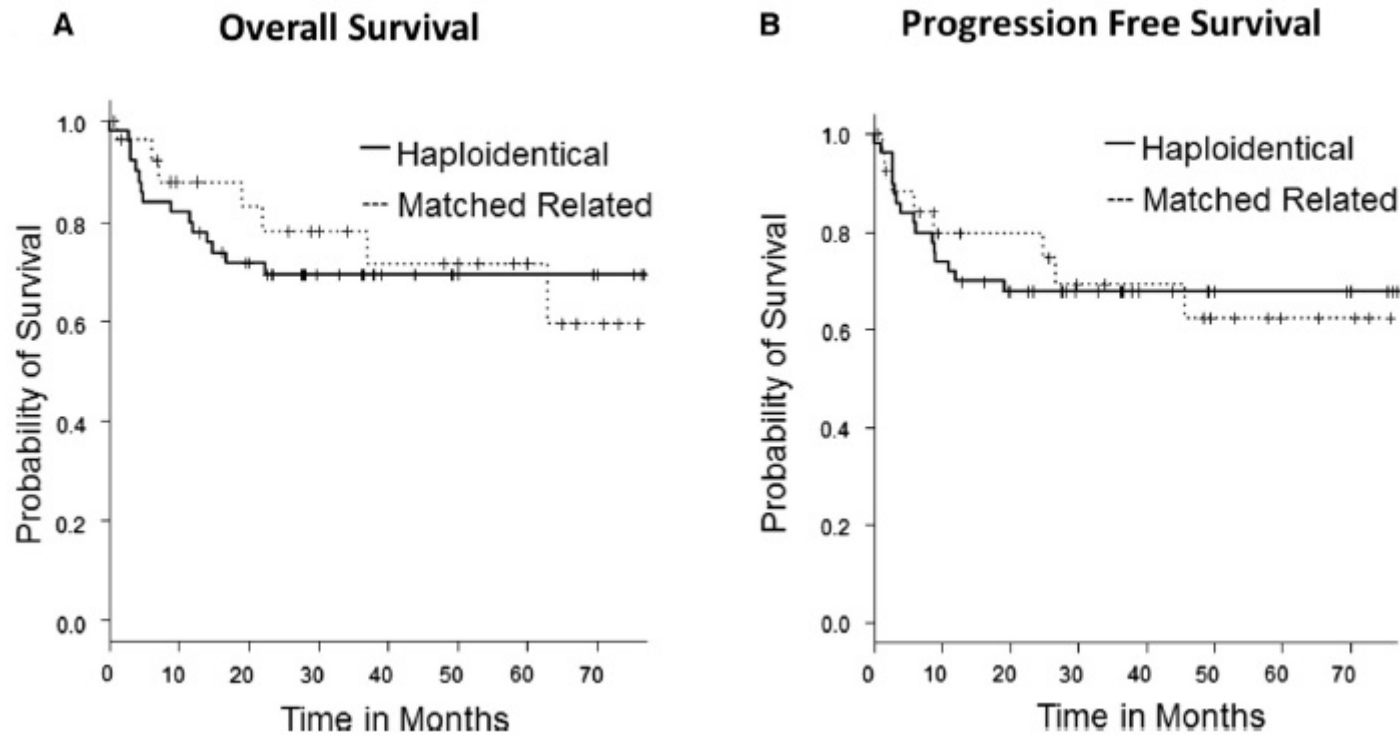 A
Overall Survival
Probability of Survival
1.0
0.8
0.6
0.4
0.2
0.0
Haploidentical
Matched Related
0 10 20 30 40 50 60 70
Time in Months
B
Progression Free Survival
Probability of Survival
1.0
0.8
0.6
0.4
0.2
0.0
Haploidentical
Matched Related
0 10 20 30 40 50 60 70
Time in Months